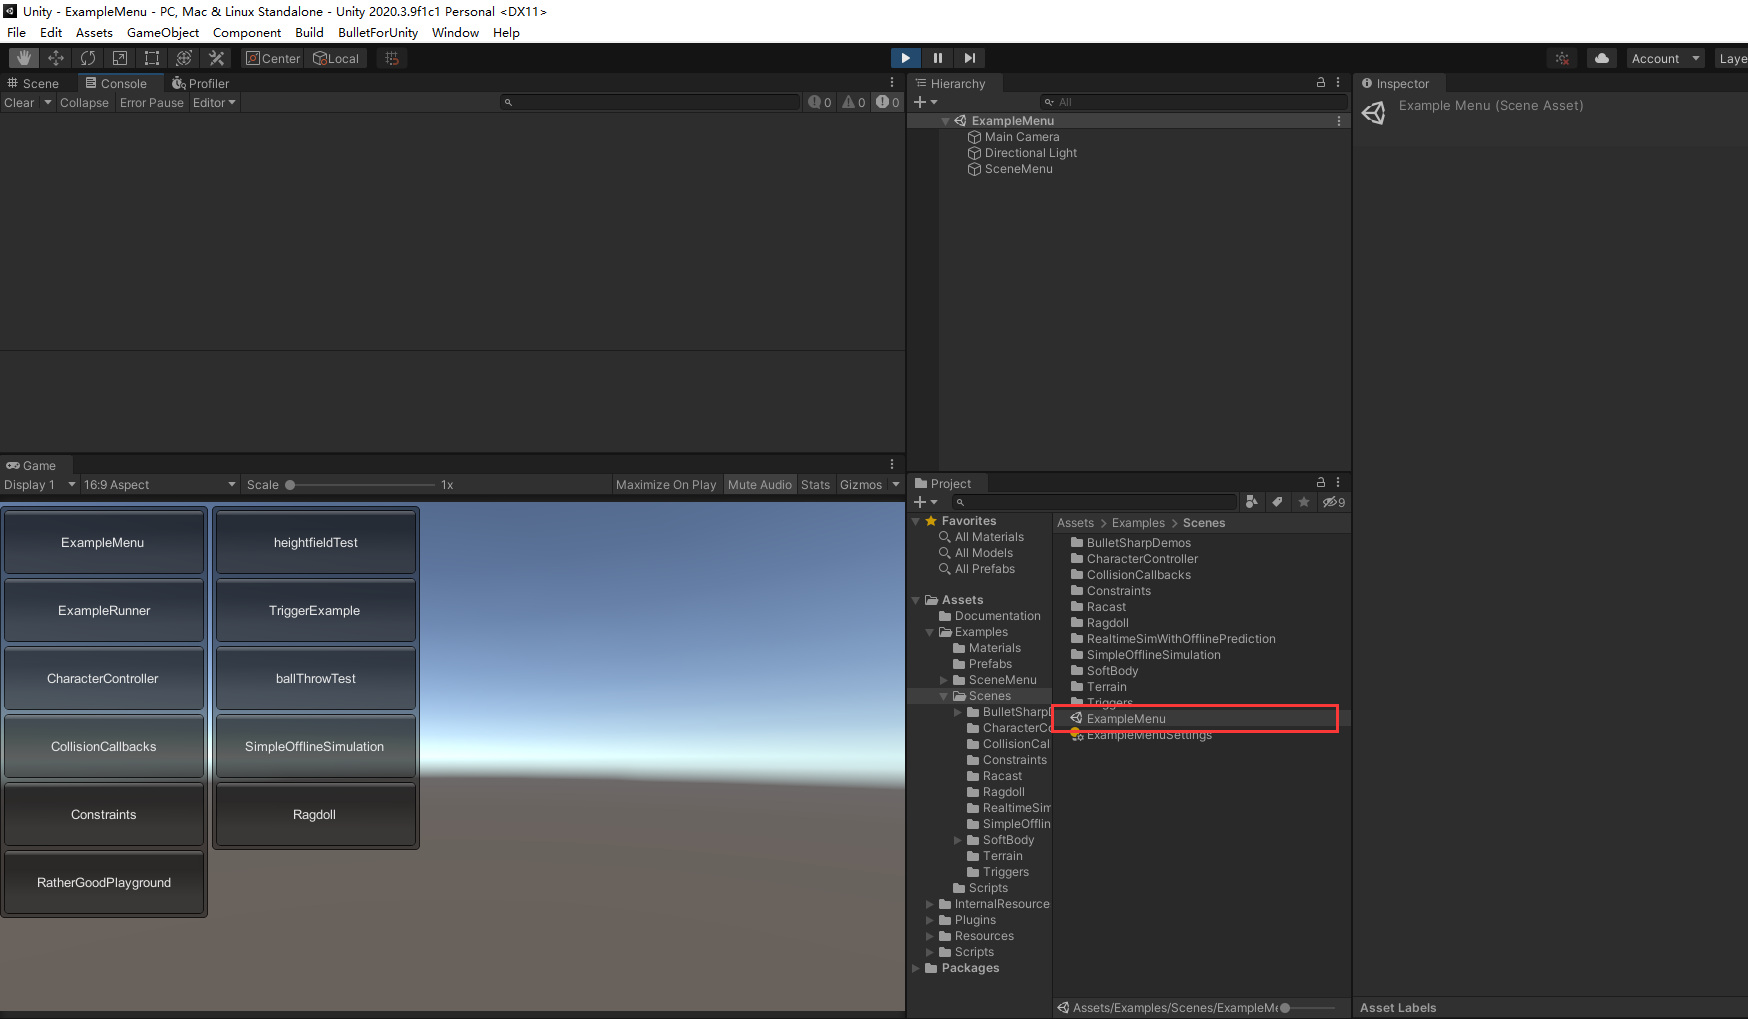 Unity - ExampleMenu - PC, Mac & Linux Standalone - Unity 2020.3.9f1c1 Personal <DX11>
File Edit Assets GameObject Component Build BulletForUnity Window Help
Center Local
Account Laye
Scene Console Profiler
Clear Collapse Error Pause Editor
0 0 0
Game
Display 1 16:9 Aspect Scale 1x Maximize On Play Mute Audio Stats Gizmos
ExampleMenu heightfieldTest
ExampleRunner TriggerExample
CharacterController ballThrowTest
CollisionCallbacks SimpleOfflineSimulation
Constraints Ragdoll
RatherGoodPlayground
Hierarchy
All
ExampleMenu
Main Camera
Directional Light
SceneMenu
Project
9
Favorites
All Materials
All Models
All Prefabs
Assets
Documentation
Examples
Materials
Prefabs
SceneMenu
Scenes
BulletSharpD
CharacterCo
CollisionCal
Constraints
Racast
Ragdoll
RealtimeSim
SimpleOfflin
SoftBody
Terrain
Triggers
Scripts
InternalResource
Plugins
Resources
Scripts
Packages
Assets > Examples > Scenes
BulletSharpDemos
CharacterController
CollisionCallbacks
Constraints
Racast
Ragdoll
RealtimeSimWithOfflinePrediction
SimpleOfflineSimulation
SoftBody
Terrain
Triggers
ExampleMenu
ExampleMenuSettings
Assets/Examples/Scenes/ExampleMe
Inspector
Example Menu (Scene Asset)
Asset Labels